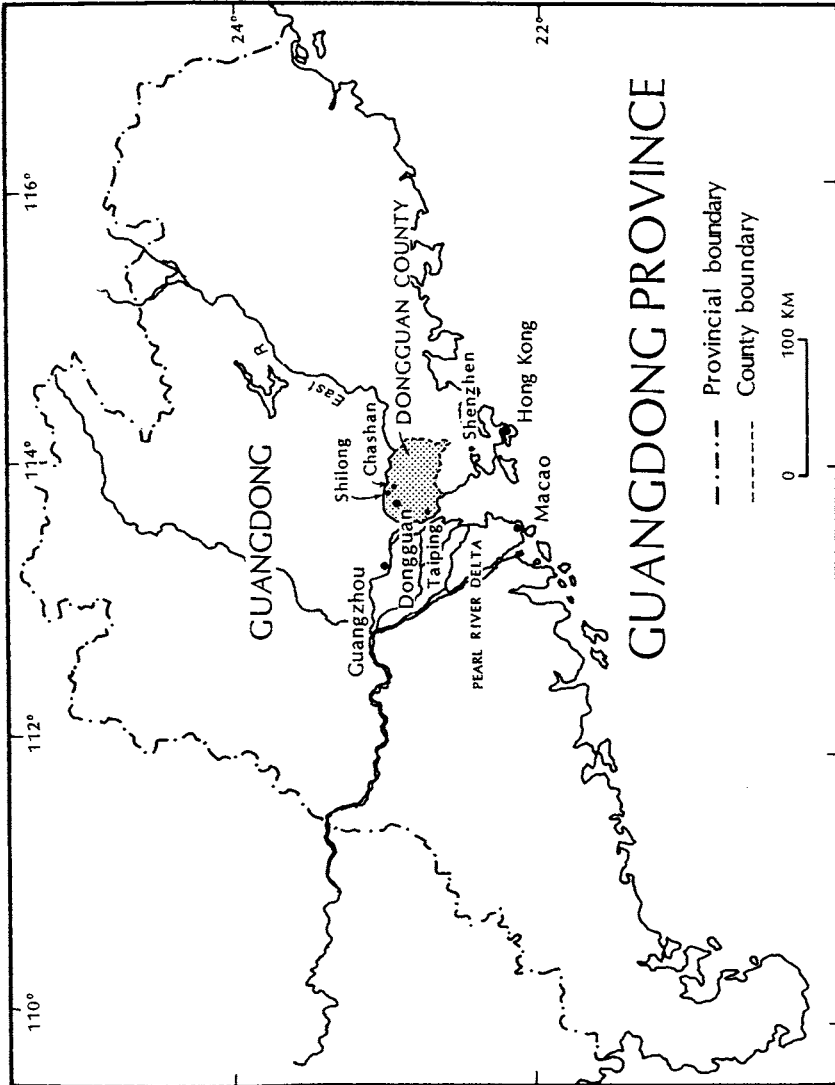 110°
112°
114°
116°
24°
22°
GUANGDONG
East R.
Shilong
Chashan
DONGGUAN COUNTY
Guangzhou
Dongguan
Taiping
PEARL RIVER DELTA
Shenzhen
Hong Kong
Macao
GUANGDONG PROVINCE
Provincial boundary
County boundary
0 100 KM